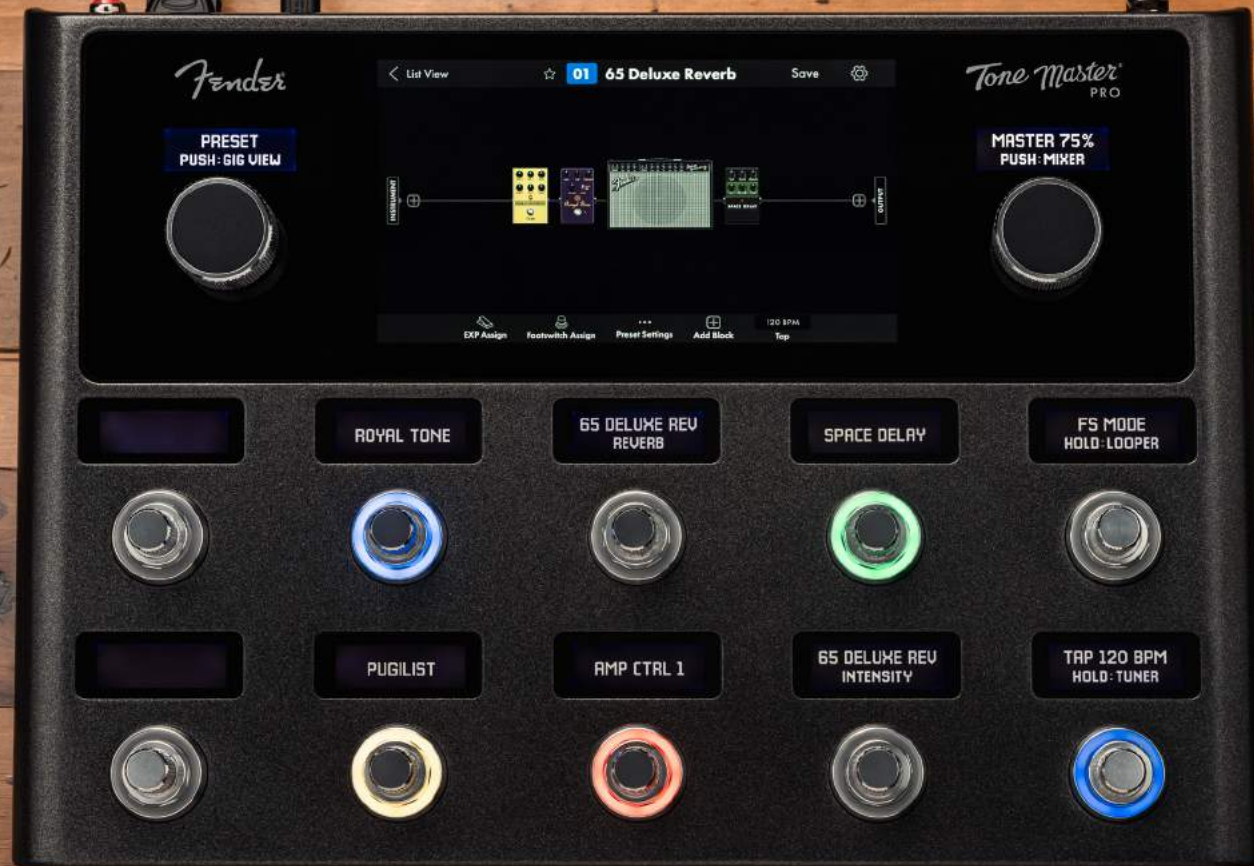 Fender
Tone Master
PRO
PRESET
PUSH: GIG VIEW
List View
01
65 Deluxe Reverb
Save
MASTER 75%
PUSH: MIXER
INSTRUMENT
Fender
SPACE DELAY
OUTPUT
EXP Assign
Footswitch Assign
Preset Settings
Add Block
120 BPM
Tap
ROYAL TONE
65 DELUXE REV
REVERB
SPACE DELAY
FS MODE
HOLD: LOOPER
PUGILIST
AMP CTRL 1
65 DELUXE REV
INTENSITY
TAP 120 BPM
HOLD: TUNER